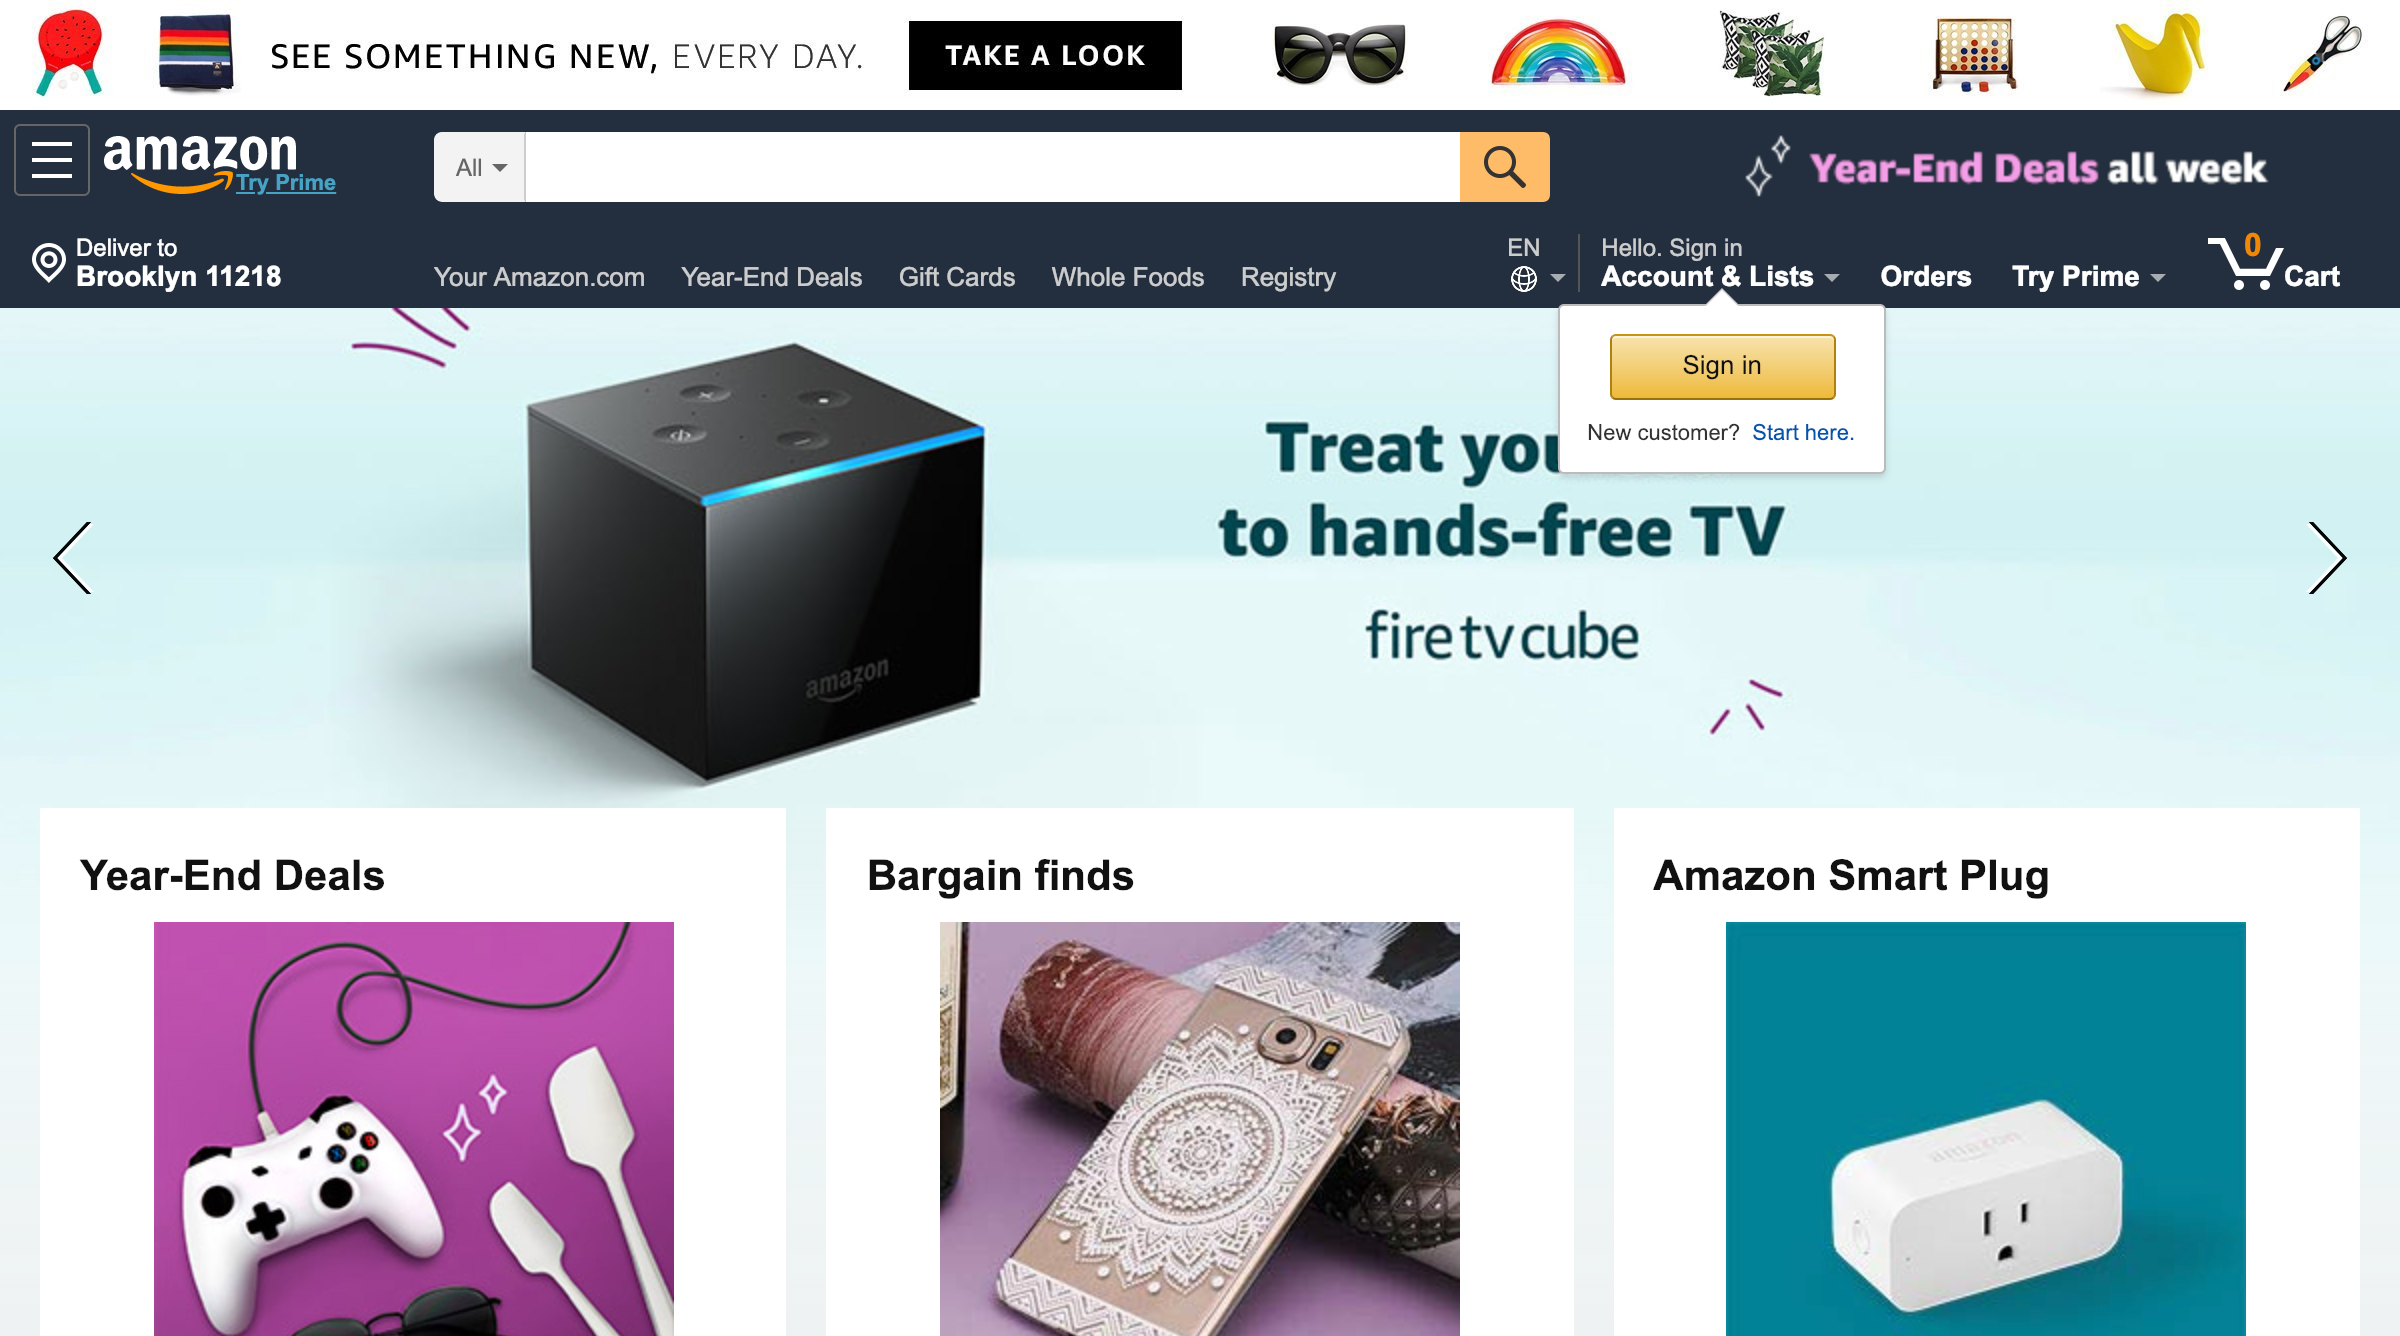 SEE SOMETHING NEW, EVERY DAY.
TAKE A LOOK
amazon
Try Prime
All
Year-End Deals all week
Deliver to
Brooklyn 11218
Your Amazon.com
Year-End Deals
Gift Cards
Whole Foods
Registry
EN
Hello. Sign in
Account & Lists
Orders
Try Prime
0
Cart
Sign in
New customer? Start here.
Treat you
to hands-free TV
fire tv cube
amazon
Year-End Deals
Bargain finds
Amazon Smart Plug
amazon